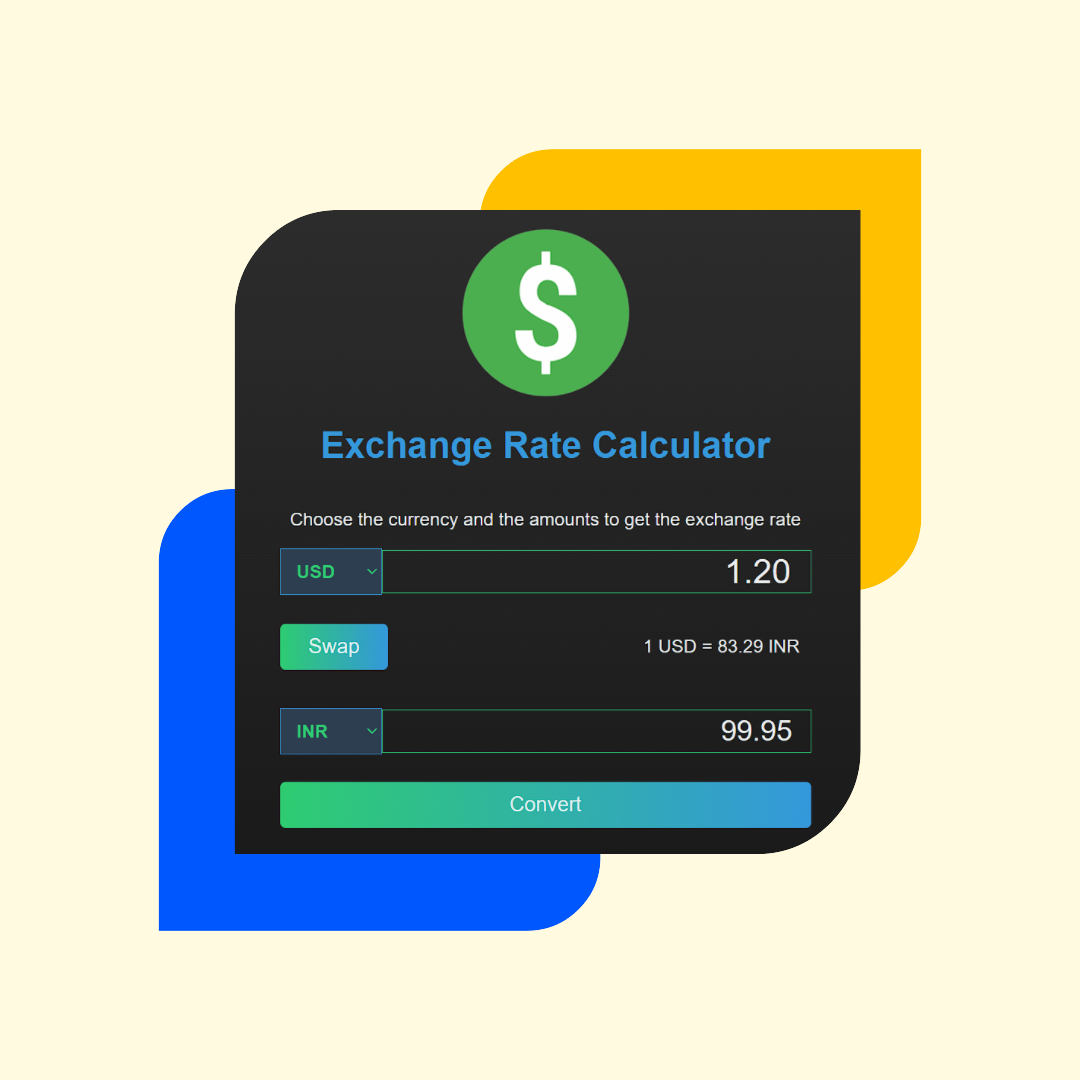 $
Exchange Rate Calculator
Choose the currency and the amounts to get the exchange rate
USD 1.20
Swap 1 USD = 83.29 INR
INR 99.95
Convert